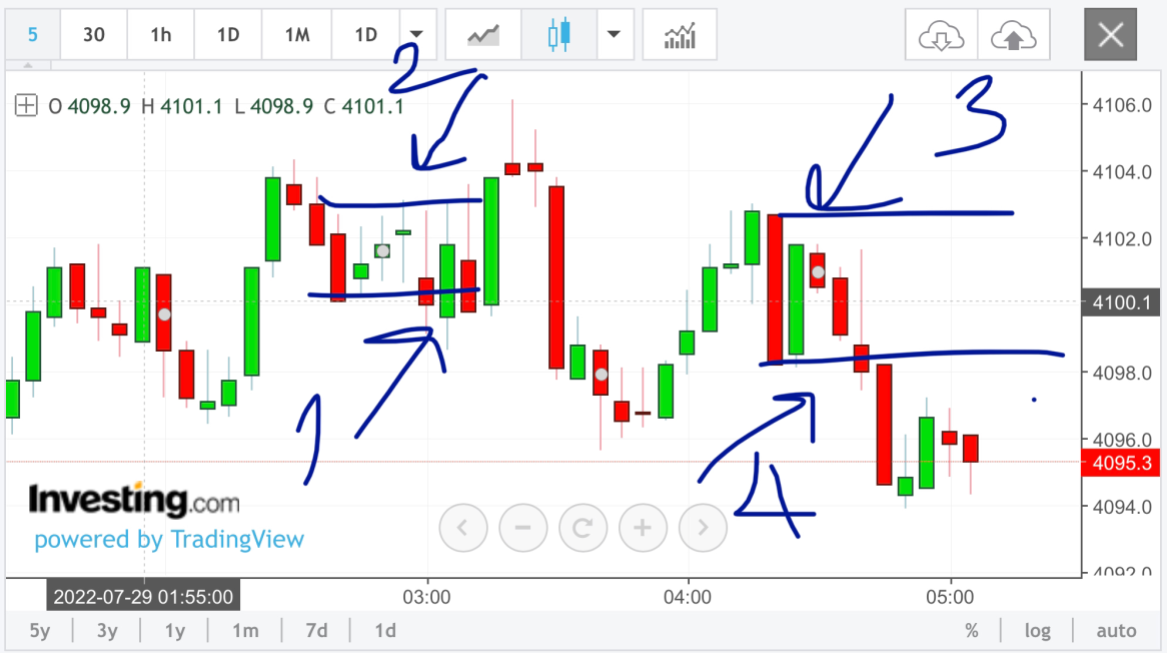 5 30 1h 1D 1M 1D
2
3
O 4098.9 H 4101.1 L 4098.9 C 4101.1
4106.0
4104.0
4102.0
4100.1
4098.0
4096.0
4095.3
4094.0
4092.0
1
4
Investing.com
powered by TradingView
2022-07-29 01:55:00 03:00 04:00 05:00
5y 3y 1y 1m 7d 1d % log auto